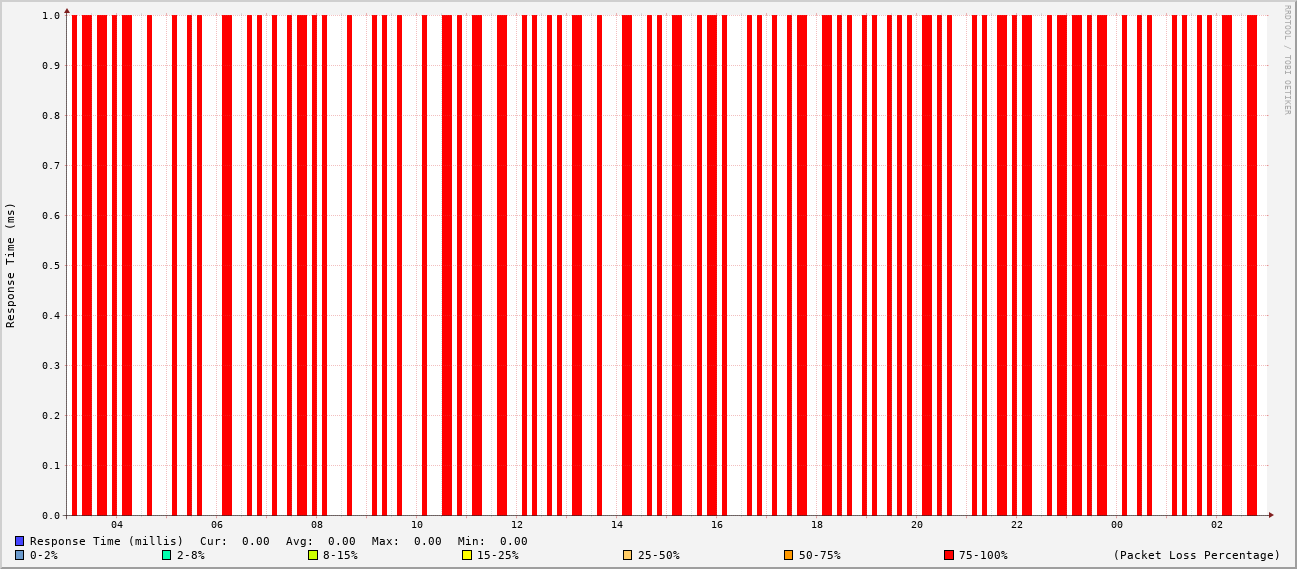 RRDTOOL / TOBI OETIKER
Response Time (ms)
1.0
0.9
0.8
0.7
0.6
0.5
0.4
0.3
0.2
0.1
0.0
04 06 08 10 12 14 16 18 20 22 00 02
Response Time (millis) Cur: 0.00 Avg: 0.00 Max: 0.00 Min: 0.00
0-2% 2-8% 8-15% 15-25% 25-50% 50-75% 75-100% (Packet Loss Percentage)